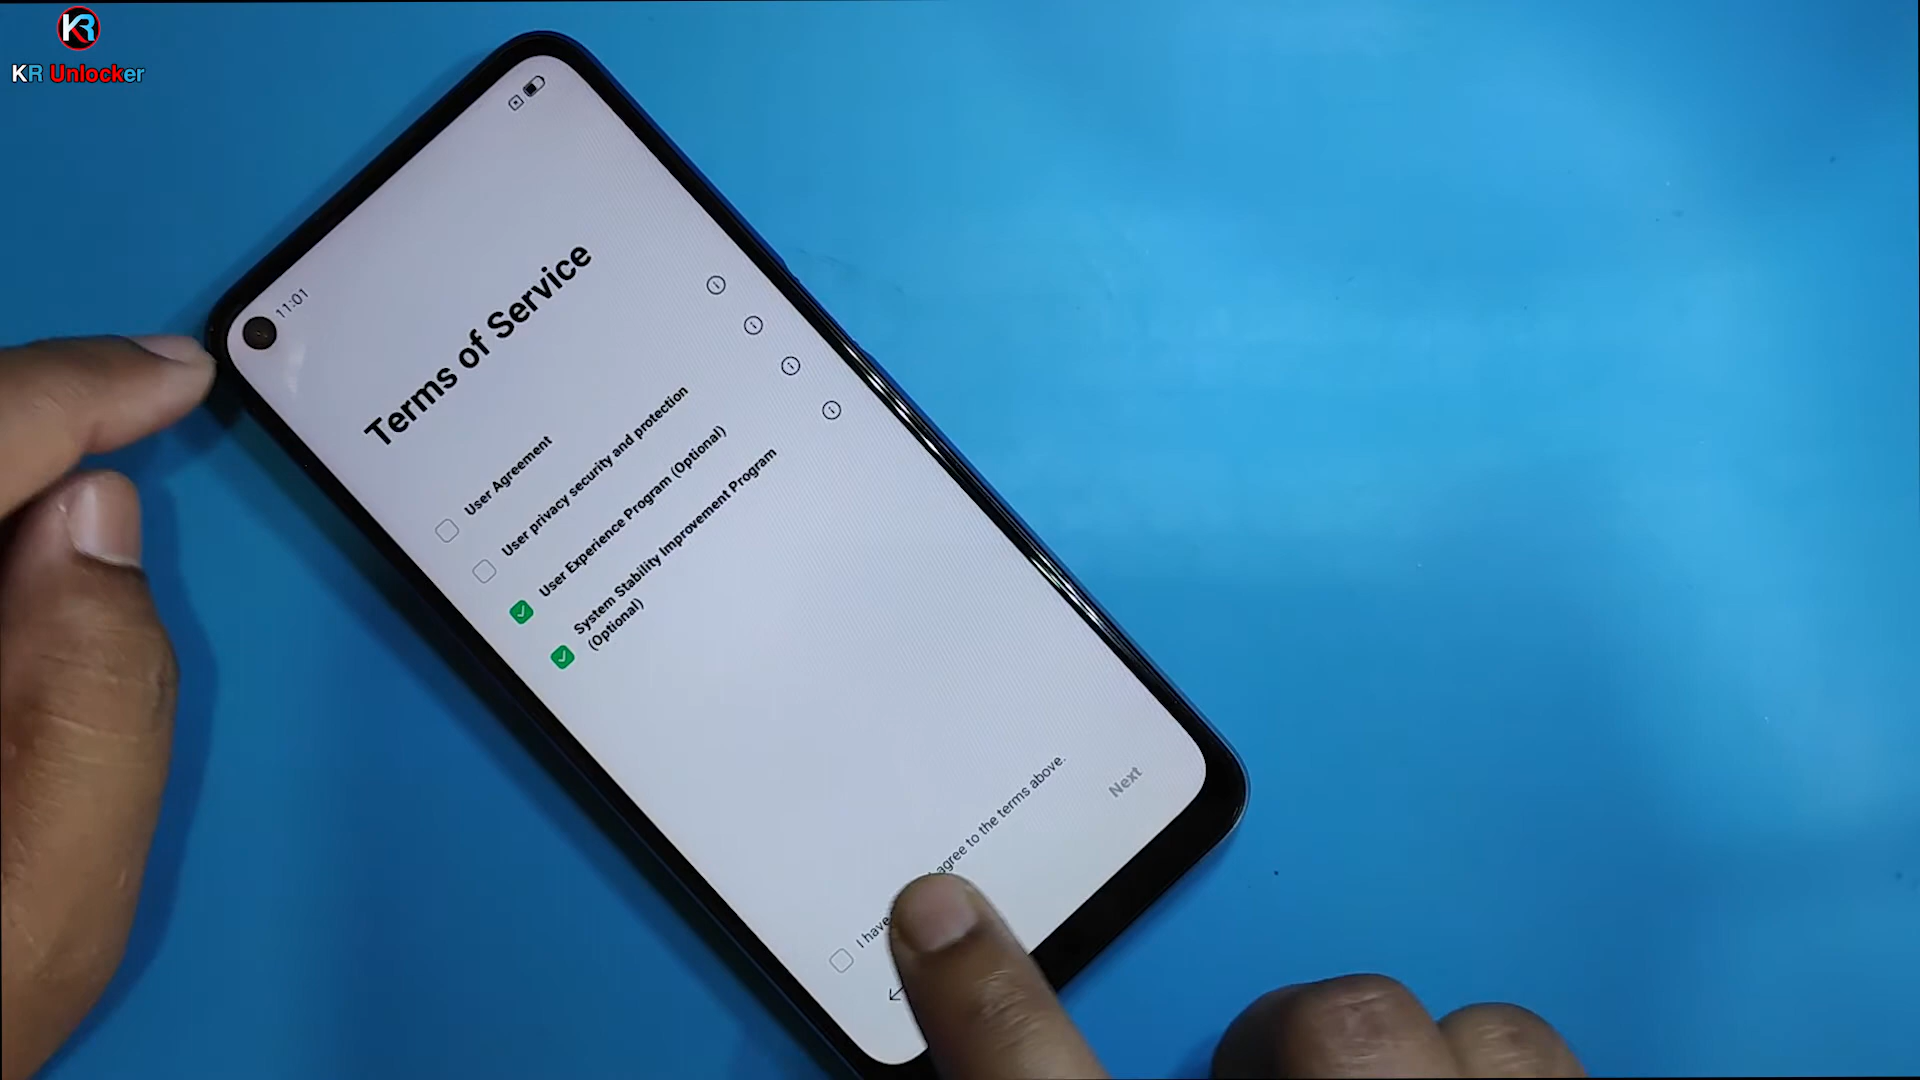 KR
KR Unlocker
11:01
Terms of Service
User Agreement
User privacy security and protection
User Experience Program (Optional)
System Stability Improvement Program
(Optional)
I have agree to the terms above.
Next